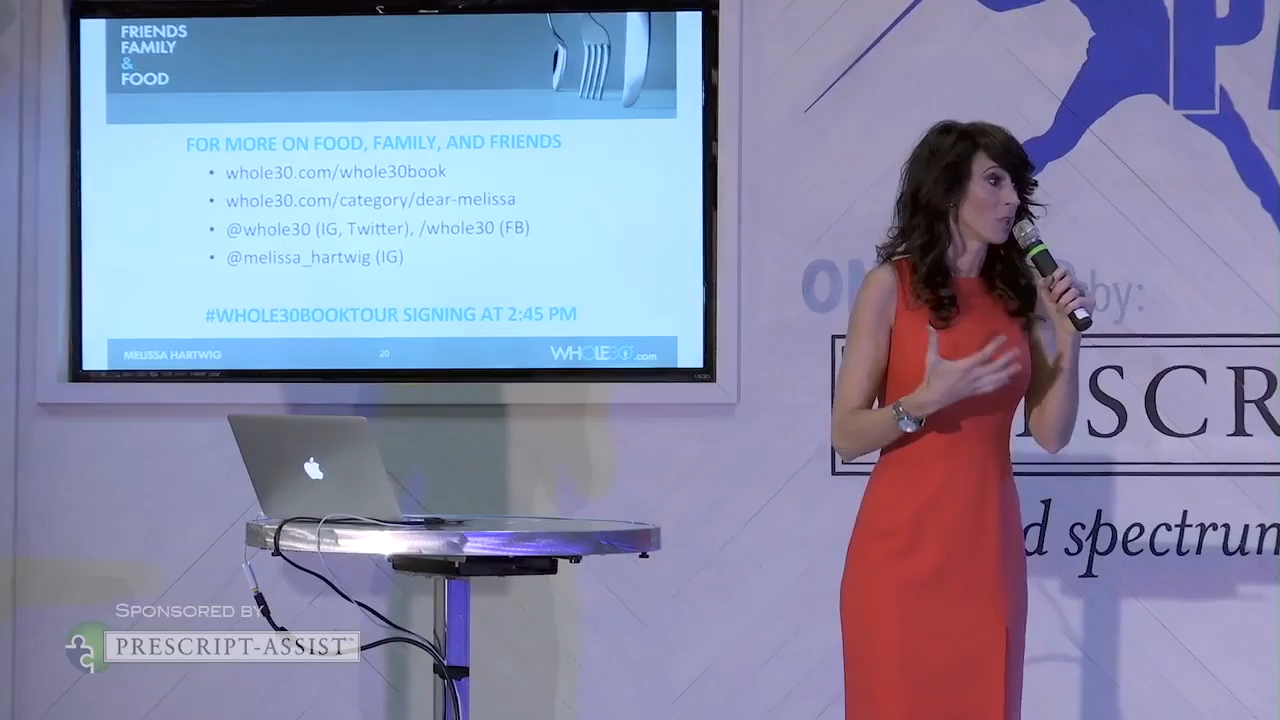 FRIENDS
FAMILY
&
FOOD
FOR MORE ON FOOD, FAMILY, AND FRIENDS
• whole30.com/whole30book
• whole30.com/category/dear-melissa
• @whole30 (IG, Twitter), /whole30 (FB)
• @melissa_hartwig (IG)
#WHOLE30BOOKTOUR SIGNING AT 2:45 PM
MELISSA HARTWIG
20
WHOLE30.com
by:
SCR
d spectrum
SPONSORED BY
PRESCRIPT-ASSIST